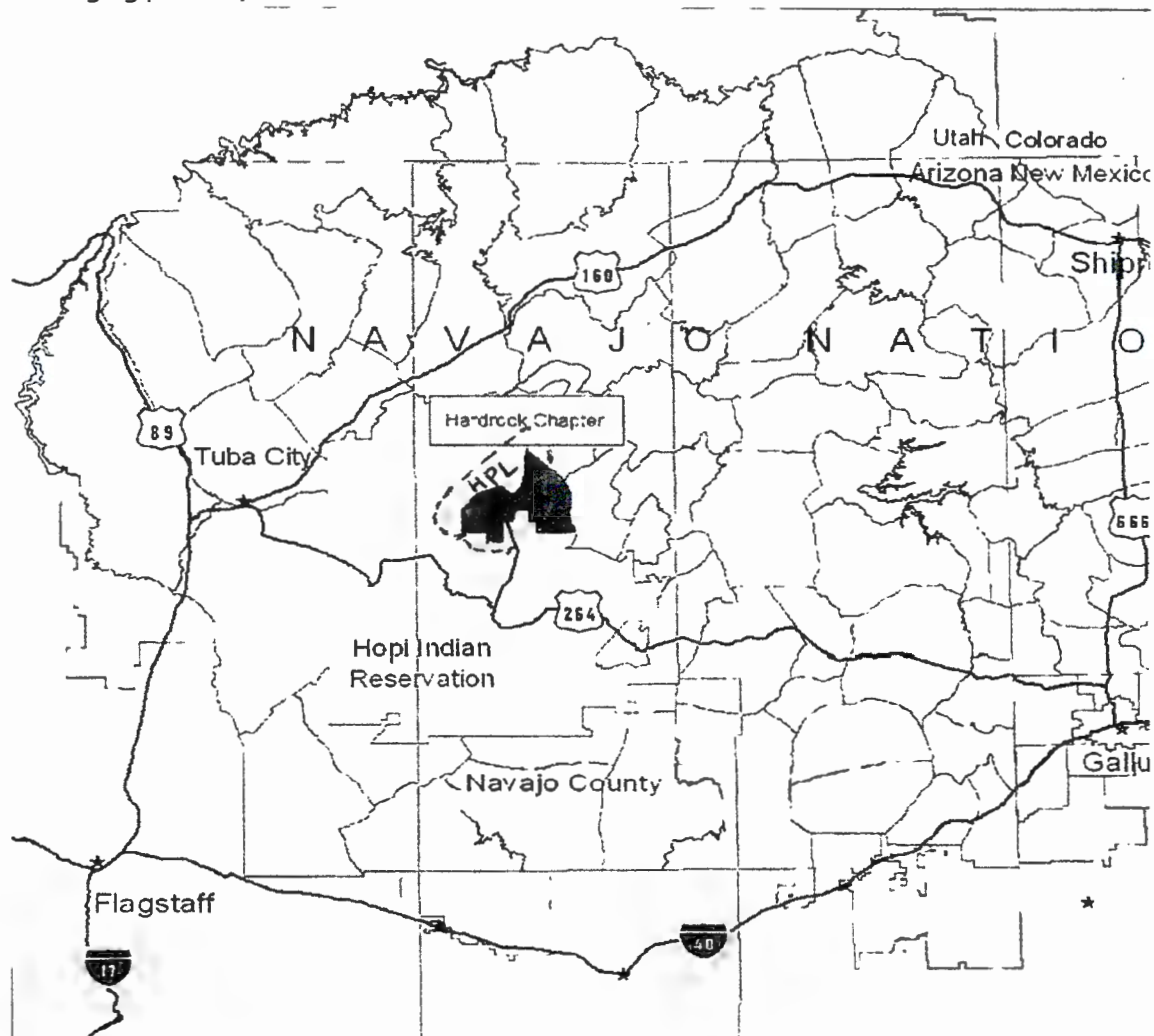 Utah Colorado
Arizona New Mexico
Shipr
160
N A V A J O N A T I O
Hardrock Chapter
89
HPL
Tuba City
666
264
Hopi Indian
Reservation
Gallu
Navajo County
Flagstaff
40
17